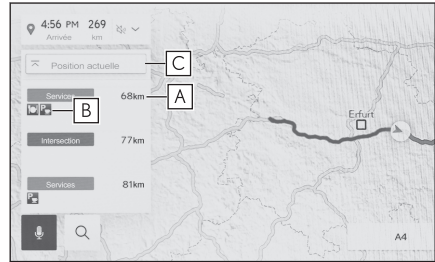 4:56 PM 269
Arrivée km
Position actuelle
C
Services 68km
A
B
Intersection 77km
Services 81km
Erfurt
A4